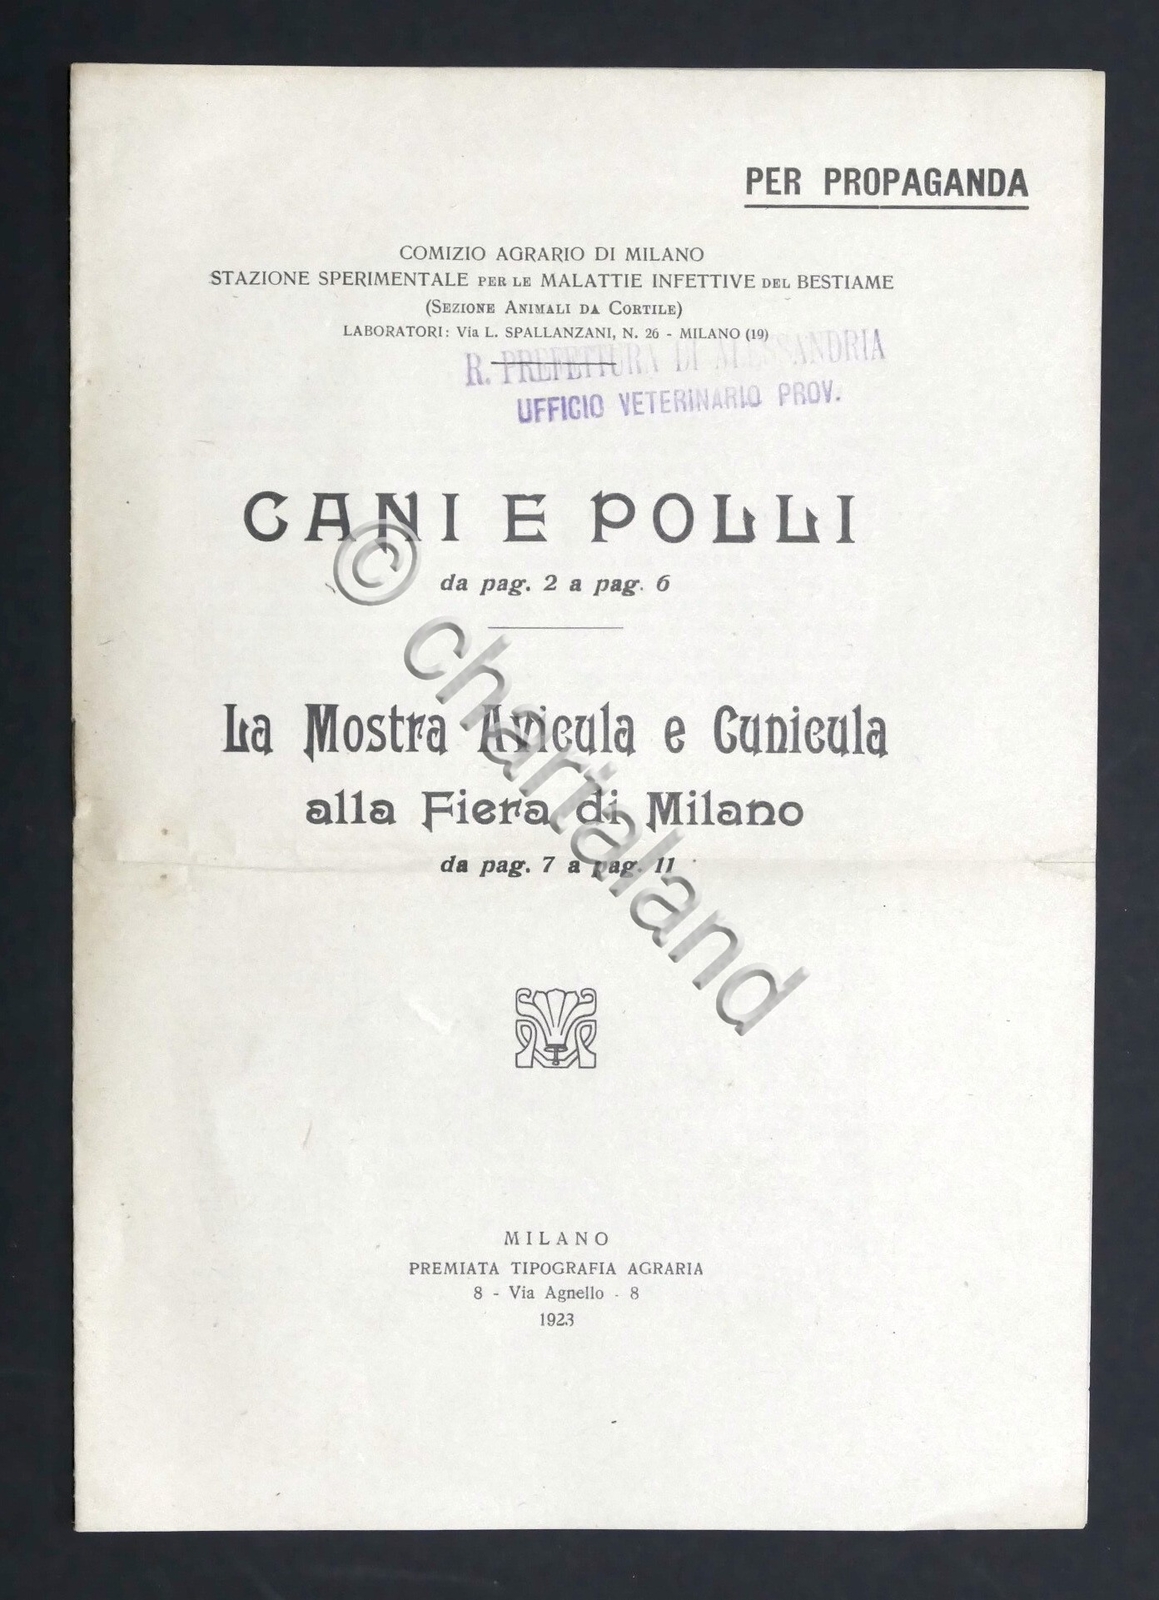 PER PROPAGANDA
COMIZIO AGRARIO DI MILANO
STAZIONE SPERIMENTALE PER LE MALATTIE INFETTIVE DEL BESTIAME
(SEZIONE ANIMALI DA CORTILE)
LABORATORI: Via L. SPALLANZANI, N. 26 - MILANO (19)
R. PREFETTURA DI ALESSANDRIA
UFFICIO VETERINARIO PROV.
CANI E POLLI
da pag. 2 a pag. 6
La Mostra Avicula e Cunicula
alla Fiera di Milano
da pag. 7 a pag. 11
© chartaland
MILANO
PREMIATA TIPOGRAFIA AGRARIA
8 - Via Agnello - 8
1923